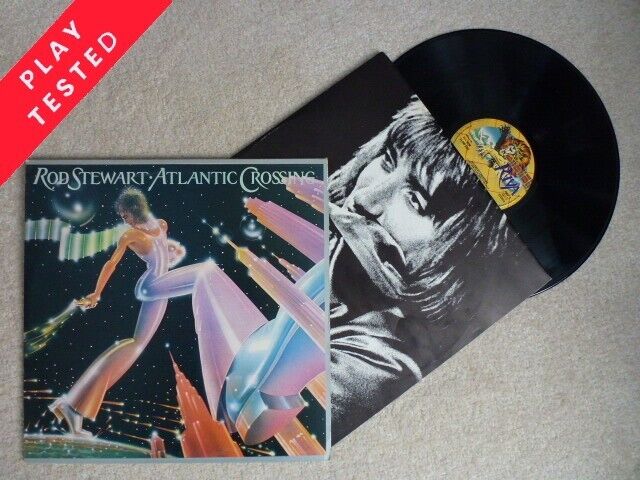 PLAY
TESTED
ROD STEWART · ATLANTIC CROSSING